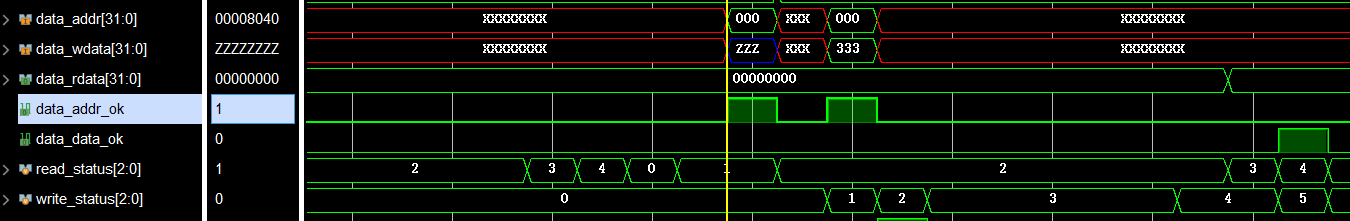 data_addr[31:0] 00008040 XXXXXXXX 000 XXX 000 XXXXXXXX
data_wdata[31:0] ZZZZZZZZ XXXXXXXX ZZZ XXX 333 XXXXXXXX
data_rdata[31:0] 00000000 00000000
data_addr_ok 1
data_data_ok 0
read_status[2:0] 1 2 3 4 0 1 2 3 4
write_status[2:0] 0 0 1 2 3 4 5